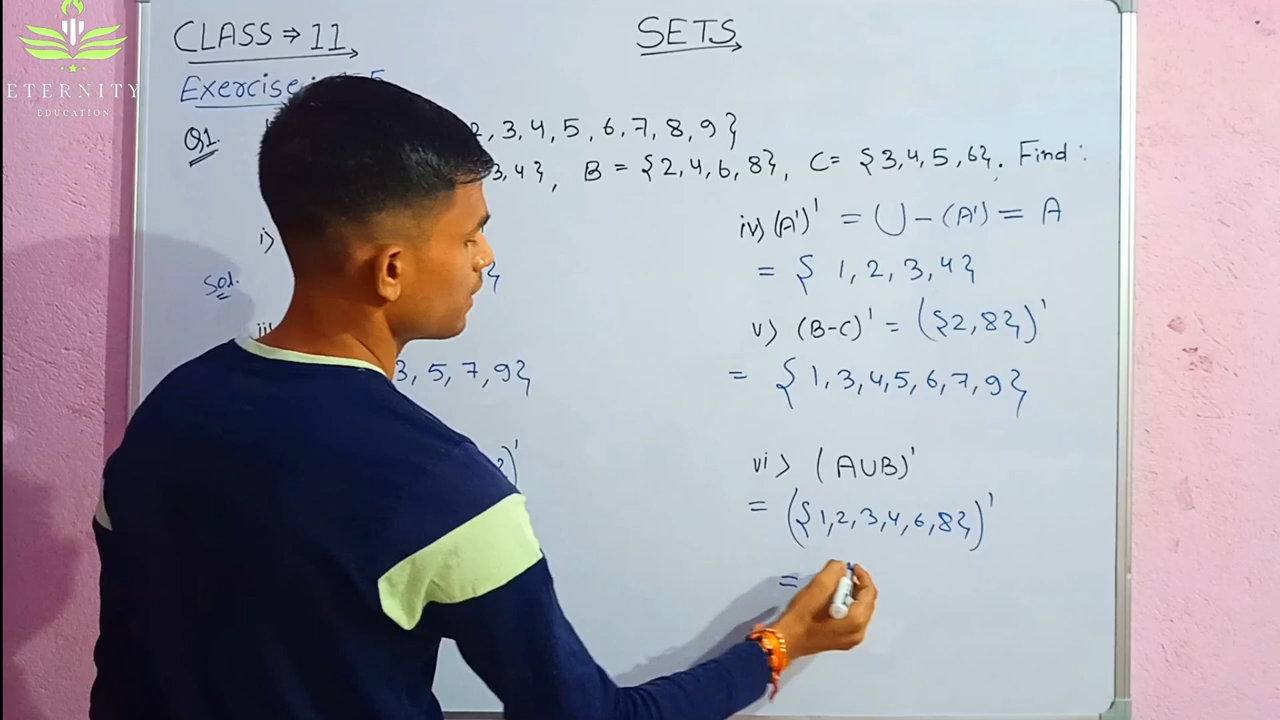 ETERNITY
EDUCATION
CLASS ⇒ 11
SETS
Exercise
Q1.
2, 3, 4, 5, 6, 7, 8, 9}
3, 4}, B = {2, 4, 6, 8}, C = {3, 4, 5, 6}. Find :
i>
Sol.
}
3, 5, 7, 9}
)'
iv) (A')' = U - (A') = A
= { 1, 2, 3, 4}
v) (B-C)' = ({2, 8})'
= { 1, 3, 4, 5, 6, 7, 9}
vi > (A∪B)'
= ({1, 2, 3, 4, 6, 8})'
=